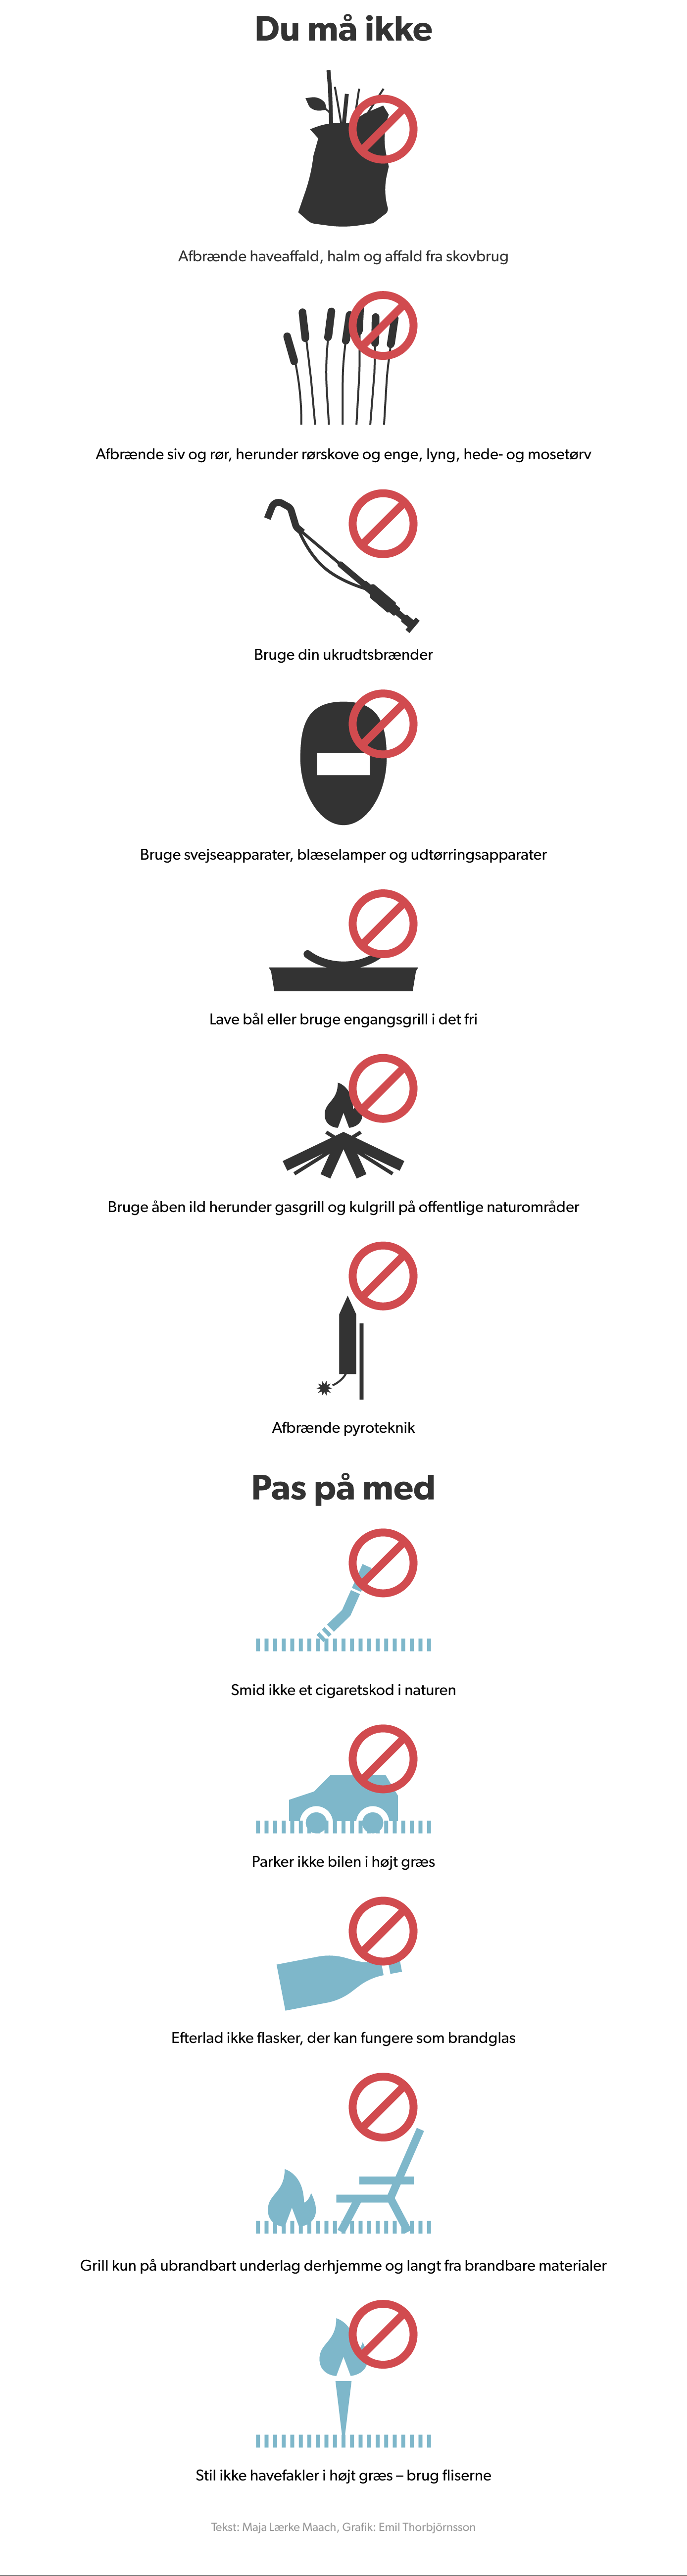 Du må ikke
Afbrænde haveaffald, halm og affald fra skovbrug
Afbrænde siv og rør, herunder rørskove og enge, lyng, hede- og mosetørv
Bruge din ukrudtsbrænder
Bruge svejseapparater, blæselamper og udtørringsapparater
Lave bål eller bruge engangsgrill i det fri
Bruge åben ild herunder gasgrill og kulgrill på offentlige naturområder
Afbrænde pyroteknik
Pas på med
Smid ikke et cigaretskod i naturen
Parker ikke bilen i højt græs
Efterlad ikke flasker, der kan fungere som brandglas
Grill kun på ubrandbart underlag derhjemme og langt fra brandbare materialer
Stil ikke havefakler i højt græs – brug fliserne
Tekst: Maja Lærke Maach, Grafik: Emil Thorbjörnsson